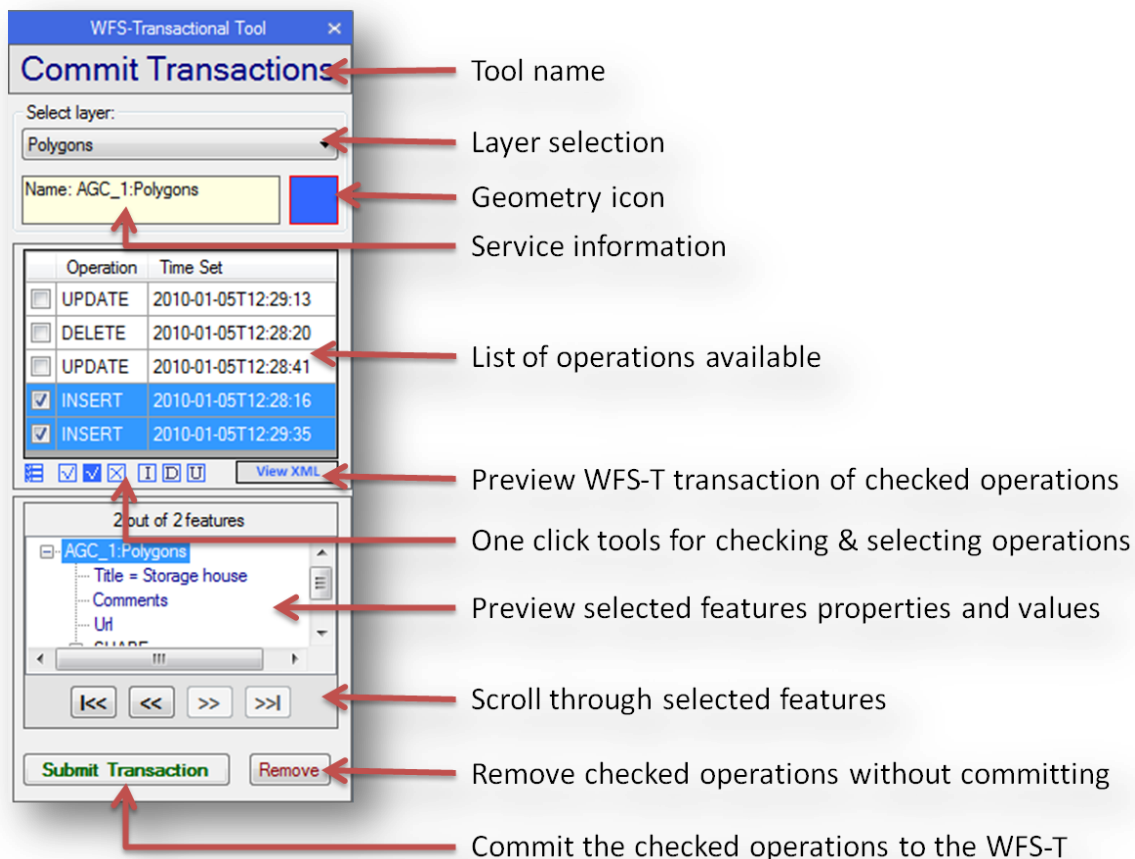 WFS-Transactional Tool
Commit Transactions
Tool name
Select layer:
Polygons
Layer selection
Name: AGC_1:Polygons
Geometry icon
Service information
Operation Time Set
UPDATE 2010-01-05T12:29:13
DELETE 2010-01-05T12:28:20
UPDATE 2010-01-05T12:28:41
INSERT 2010-01-05T12:28:16
INSERT 2010-01-05T12:29:35
List of operations available
I D U View XML
Preview WFS-T transaction of checked operations
2 out of 2 features
One click tools for checking & selecting operations
AGC_1:Polygons
Title = Storage house
Comments
Url
SHAPE
Preview selected features properties and values
I<< << >> >>I
Scroll through selected features
Submit Transaction Remove
Remove checked operations without committing
Commit the checked operations to the WFS-T